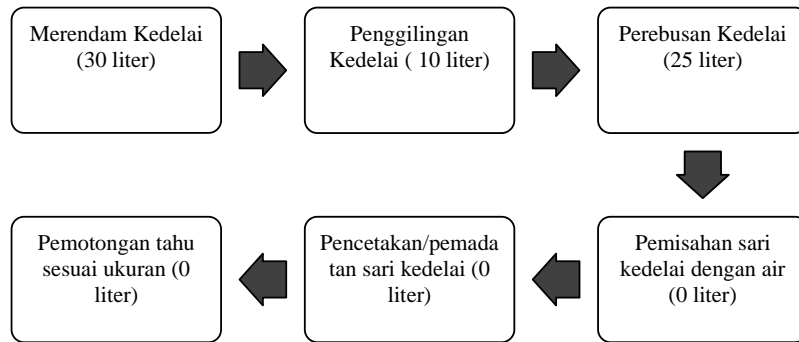 Merendam Kedelai
(30 liter)
Penggilingan
Kedelai ( 10 liter)
Perebusan Kedelai
(25 liter)
Pemisahan sari
kedelai dengan air
(0 liter)
Pencetakan/pemada
tan sari kedelai (0
liter)
Pemotongan tahu
sesuai ukuran (0
liter)